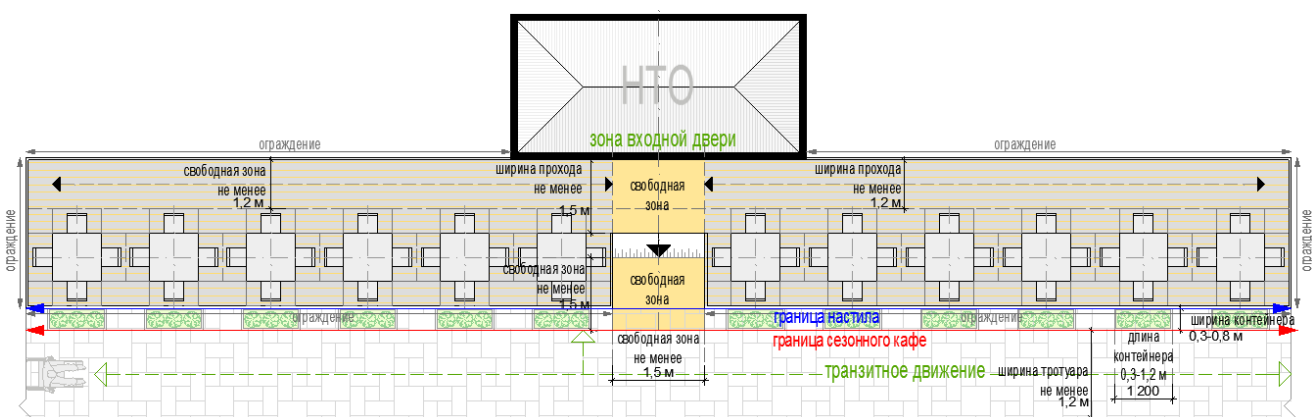 НТО
зона входной двери
ограждение
ограждение
свободная зона
не менее
1,2 м
ширина прохода
не менее
1,5 м
свободная
зона
ширина прохода
не менее
1,2 м
ограждение
ограждение
свободная зона
не менее
1,5 м
свободная
зона
ограждение
граница настила
ограждение
ширина контейнера
0,3-0,8 м
граница сезонного кафе
свободная зона
не менее
1,5 м
длина
контейнера
0,3-1,2 м
1 200
транзитное движение
ширина тротуара
не менее
1,2 м